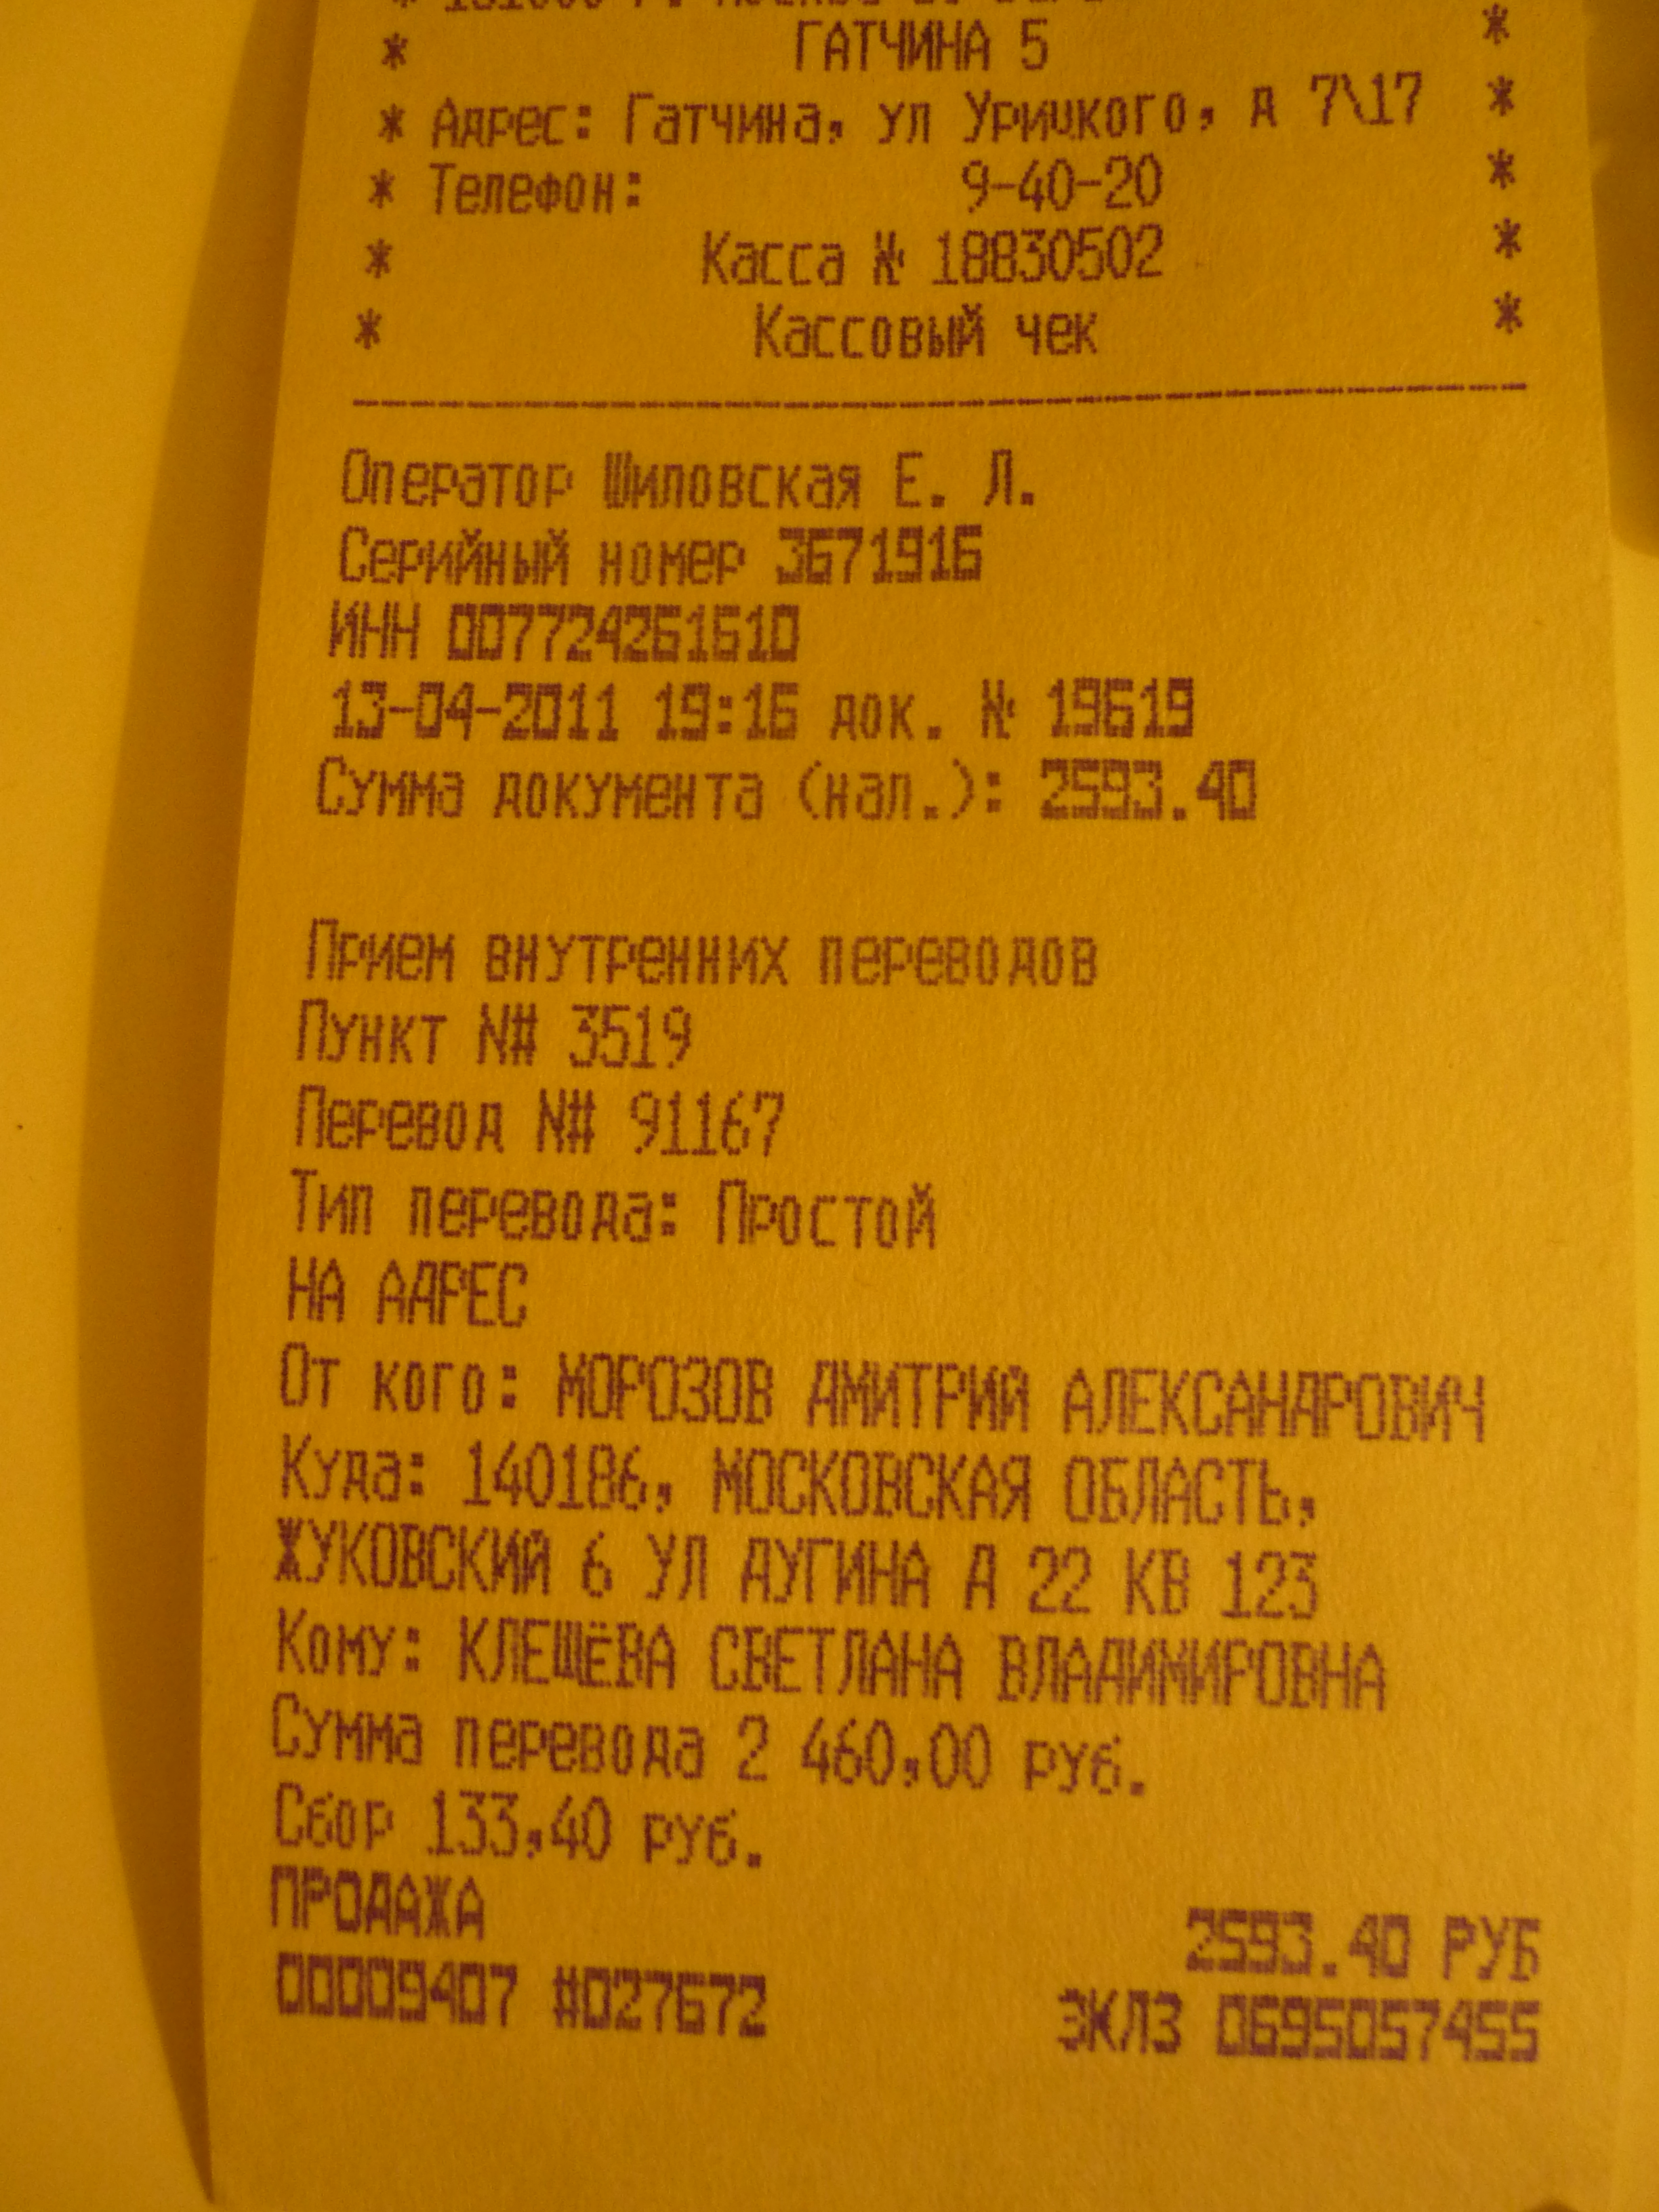 * ГАТЧИНА 5 *
* Адрес: Гатчина, ул Урицкого, д 7\17 *
* Телефон: 9-40-20 *
* Касса № 18830502 *
* Кассовый чек *
Оператор Шиловская Е. Л.
Серийный номер 3671916
ИНН 007724261610
13-04-2011 19:16 док. № 19619
Сумма документа (нал.): 2593.40
Прием внутренних переводов
Пункт N# 3519
Перевод N# 91167
Тип перевода: Простой
НА АДРЕС
От кого: МОРОЗОВ ДМИТРИЙ АЛЕКСАНДРОВИЧ
Куда: 140186, МОСКОВСКАЯ ОБЛАСТЬ,
ЖУКОВСКИЙ 6 УЛ ДУГИНА Д 22 КВ 123
Кому: КЛЕЩЁВА СВЕТЛАНА ВЛАДИМИРОВНА
Сумма перевода 2 460,00 руб.
Сбор 133,40 руб.
ПРОДАЖА
2593.40 РУБ
00009407 #027672 ЭКЛЗ 0695057455